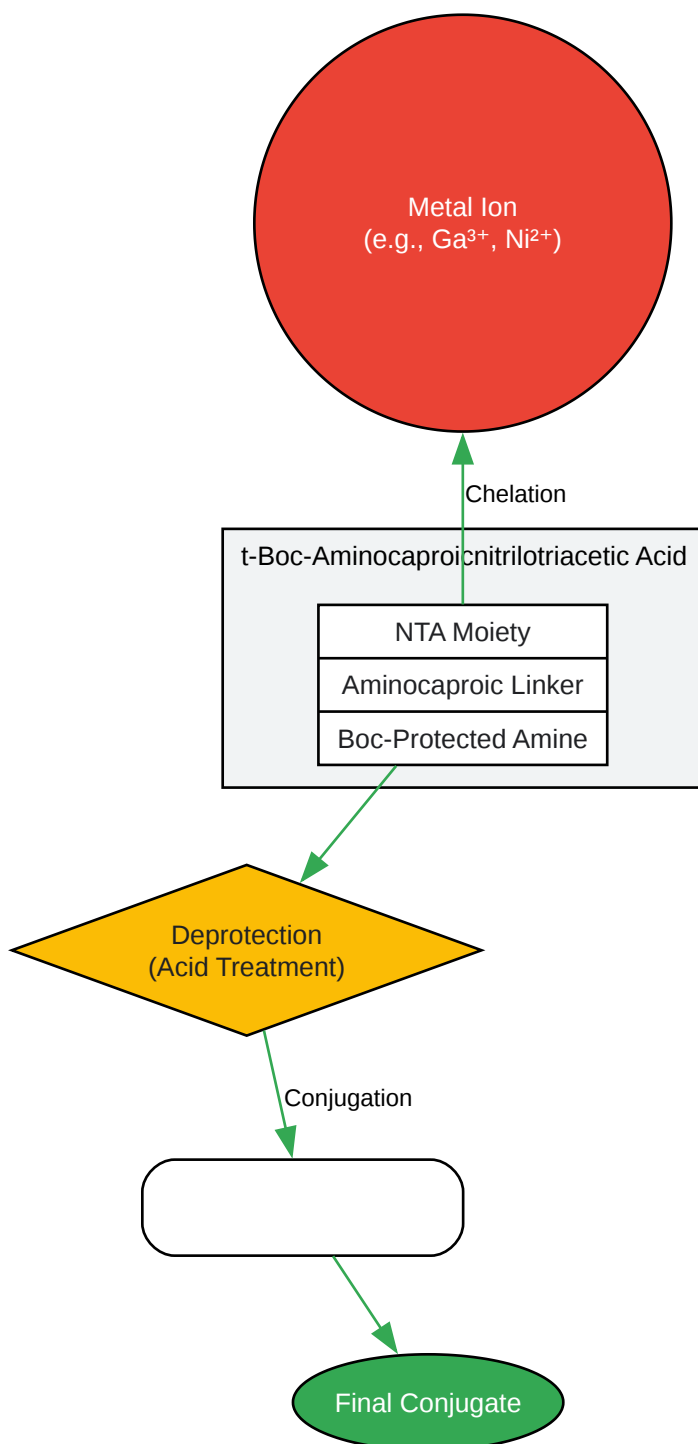 Metal Ion
(e.g., Ga³⁺, Ni²⁺)
Chelation
t-Boc-Aminocaproicnitrilotriacetic Acid
NTA Moiety
Aminocaproic Linker
Boc-Protected Amine
Deprotection
(Acid Treatment)
Conjugation
Final Conjugate